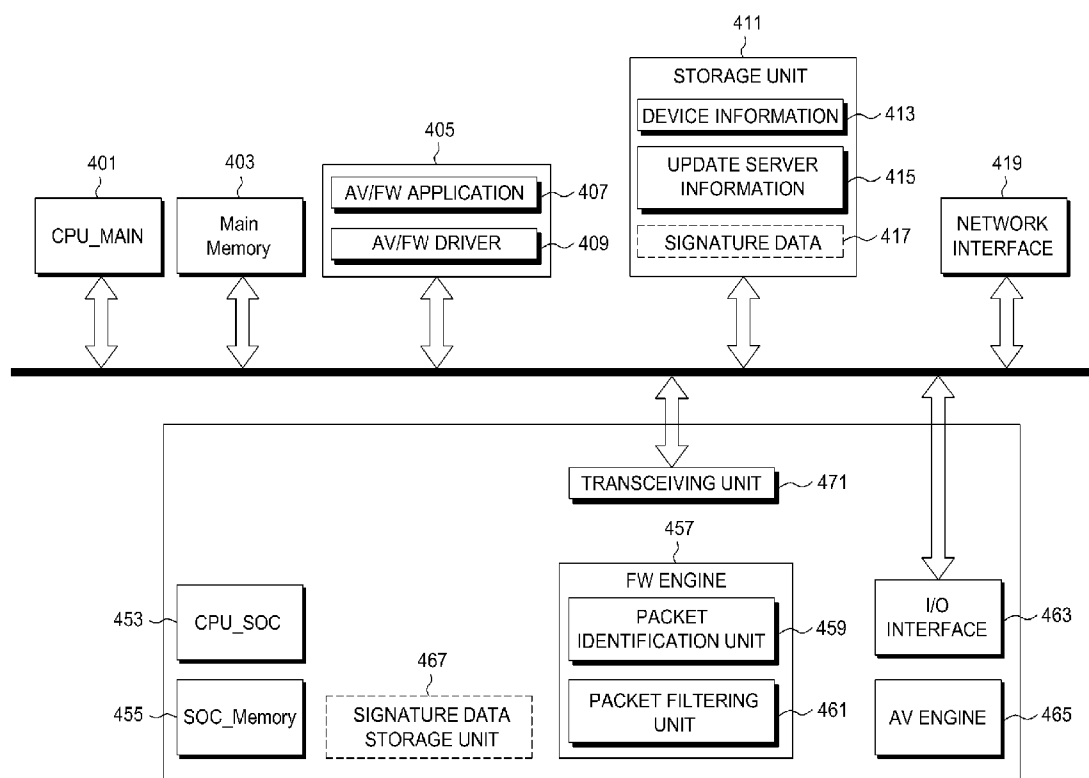 411
STORAGE UNIT
DEVICE INFORMATION
413
UPDATE SERVER
INFORMATION
415
SIGNATURE DATA
417
405
AV/FW APPLICATION
407
AV/FW DRIVER
409
401
CPU_MAIN
403
Main
Memory
419
NETWORK
INTERFACE
TRANSCEIVING UNIT
471
457
FW ENGINE
PACKET
IDENTIFICATION UNIT
459
PACKET FILTERING
UNIT
461
453
CPU_SOC
455
SOC_Memory
467
SIGNATURE DATA
STORAGE UNIT
I/O
INTERFACE
463
AV ENGINE
465